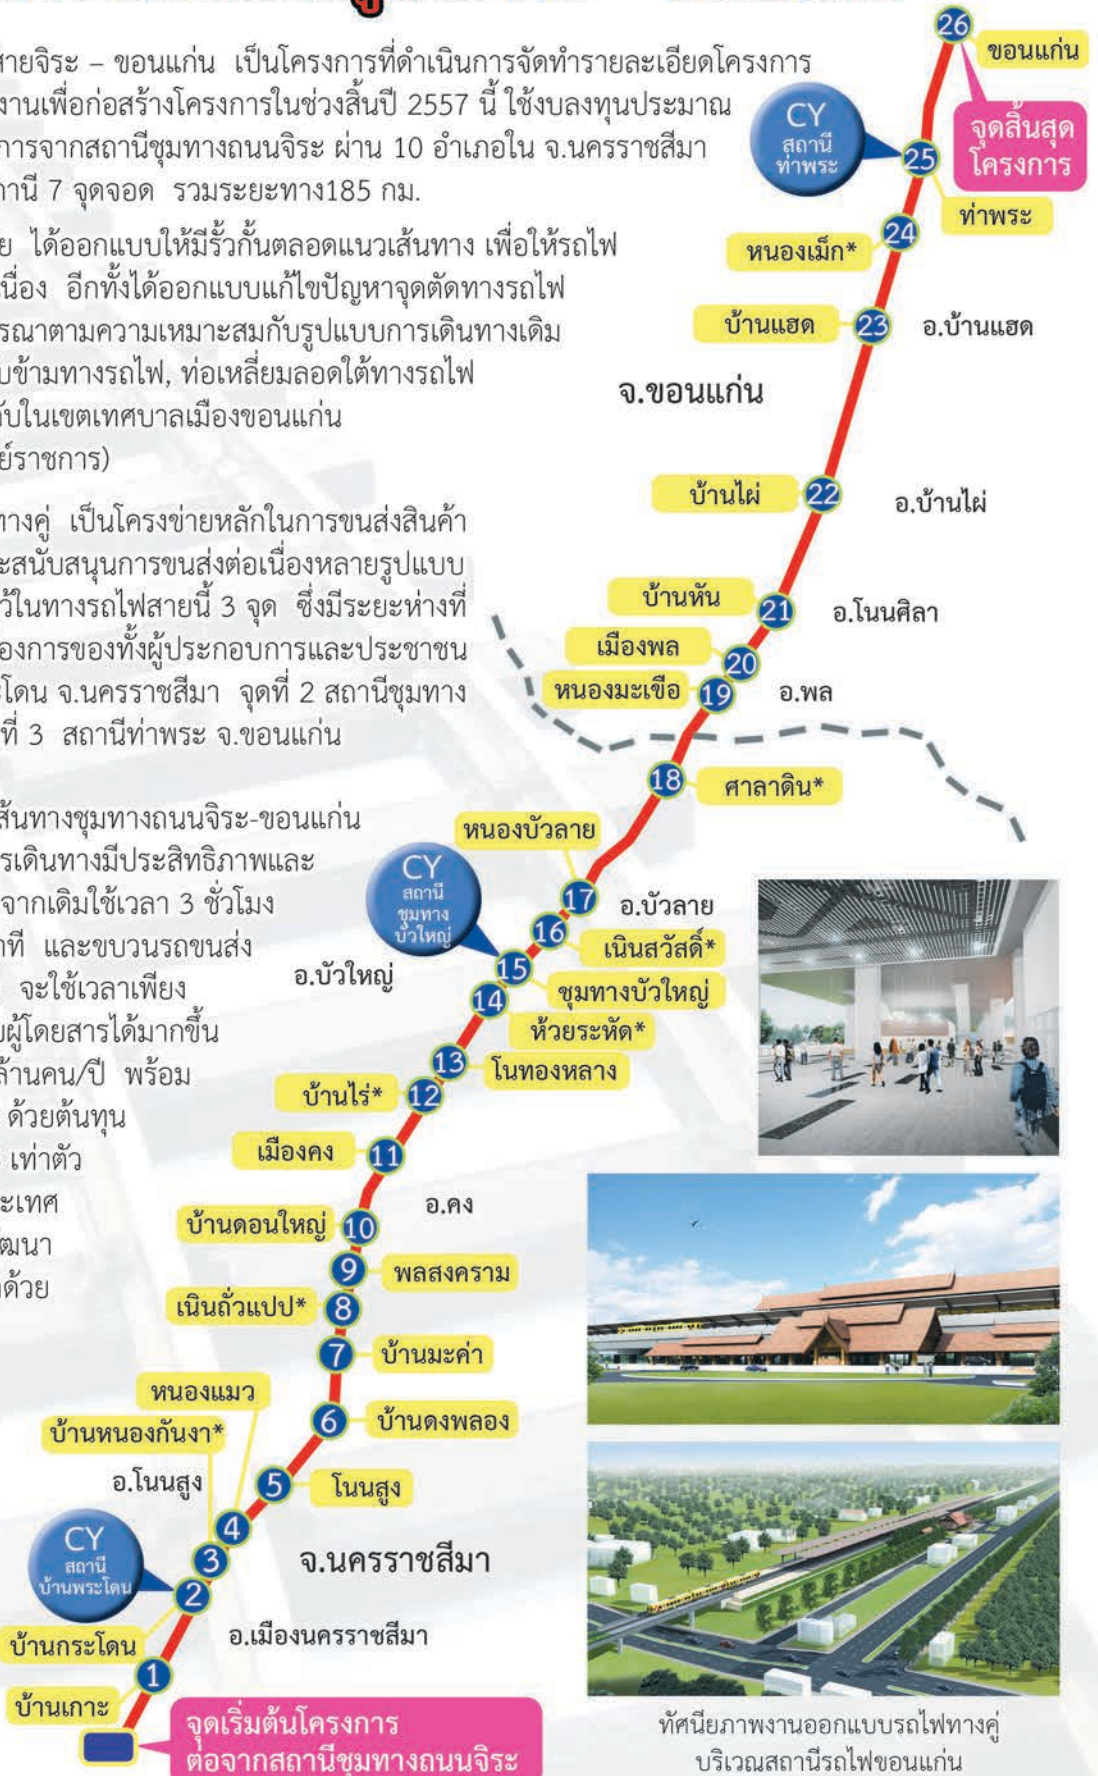 สายจิระ – ขอนแก่น เป็นโครงการที่ดำเนินการจัดทำรายละเอียดโครงการ
งานเพื่อก่อสร้างโครงการในช่วงสิ้นปี 2557 นี้ ใช้งบลงทุนประมาณ
การจากสถานีชุมทางถนนจิระ ผ่าน 10 อำเภอใน จ.นครราชสีมา
7 จุดจอด รวมระยะทาง185 กม.
ได้ออกแบบให้มีรั้วกั้นตลอดแนวเส้นทาง เพื่อให้รถไฟ
เนื่อง อีกทั้งได้ออกแบบแก้ไขปัญหาจุดตัดทางรถไฟ
รณาตามความเหมาะสมกับรูปแบบการเดินทางเดิม
ข้ามทางรถไฟ, ท่อเหลี่ยมลอดใต้ทางรถไฟ
ับในเขตเทศบาลเมืองขอนแก่น
ย์ราชการ)
ทางคู่ เป็นโครงข่ายหลักในการขนส่งสินค้า
ะสนับสนุนการขนส่งต่อเนื่องหลายรูปแบบ
ว้ในทางรถไฟสายนี้ 3 จุด ซึ่งมีระยะห่างที่
องการของทั้งผู้ประกอบการและประชาชน
ะโดน จ.นครราชสีมา จุดที่ 2 สถานีชุมทาง
ที่ 3 สถานีท่าพระ จ.ขอนแก่น
ส้นทางชุมทางถนนจิระ-ขอนแก่น
รเดินทางมีประสิทธิภาพและ
จากเดิมใช้เวลา 3 ชั่วโมง
าที และขบวนรถขนส่ง
จะใช้เวลาเพียง
ผู้โดยสารได้มากขึ้น
ล้านคน/ปี พร้อม
ด้วยต้นทุน
เท่าตัว
ะเทศ
ัฒนา
ด้วย
26
ขอนแก่น
จุดสิ้นสุด
โครงการ
CY
สถานี
ท่าพระ
25
ท่าพระ
24
หนองเม็ก*
บ้านแฮด
23
อ.บ้านแฮด
จ.ขอนแก่น
บ้านไผ่
22
อ.บ้านไผ่
บ้านหัน
21
อ.โนนศิลา
เมืองพล
20
หนองมะเขือ
19
อ.พล
18
ศาลาดิน*
หนองบัวลาย
17
อ.บัวลาย
CY
สถานี
ชุมทาง
บัวใหญ่
16
เนินสวัสดิ์*
อ.บัวใหญ่
15
ชุมทางบัวใหญ่
14
ห้วยระหัด*
13
โนทองหลาง
บ้านไร่*
12
เมืองคง
11
อ.คง
บ้านดอนใหญ่
10
9
พลสงคราม
เนินถั่วแปป*
8
7
บ้านมะค่า
หนองแมว
6
บ้านดงพลอง
บ้านหนองกันงา*
อ.โนนสูง
5
โนนสูง
4
3
จ.นครราชสีมา
CY
สถานี
บ้านพระโดน
2
บ้านกระโดน
อ.เมืองนครราชสีมา
1
บ้านเกาะ
จุดเริ่มต้นโครงการ
ต่อจากสถานีชุมทางถนนจิระ
ทัศนียภาพงานออกแบบรถไฟทางคู่
บริเวณสถานีรถไฟขอนแก่น